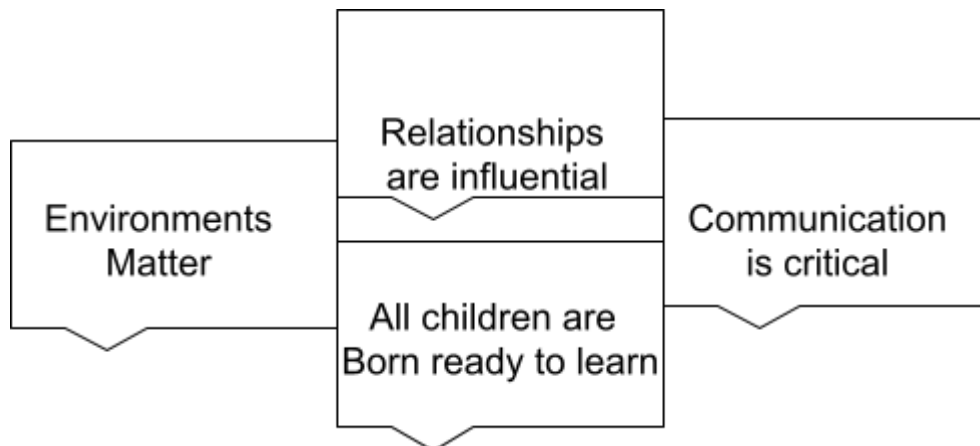 Relationships
are influential
Environments
Matter
Communication
is critical
All children are
Born ready to learn